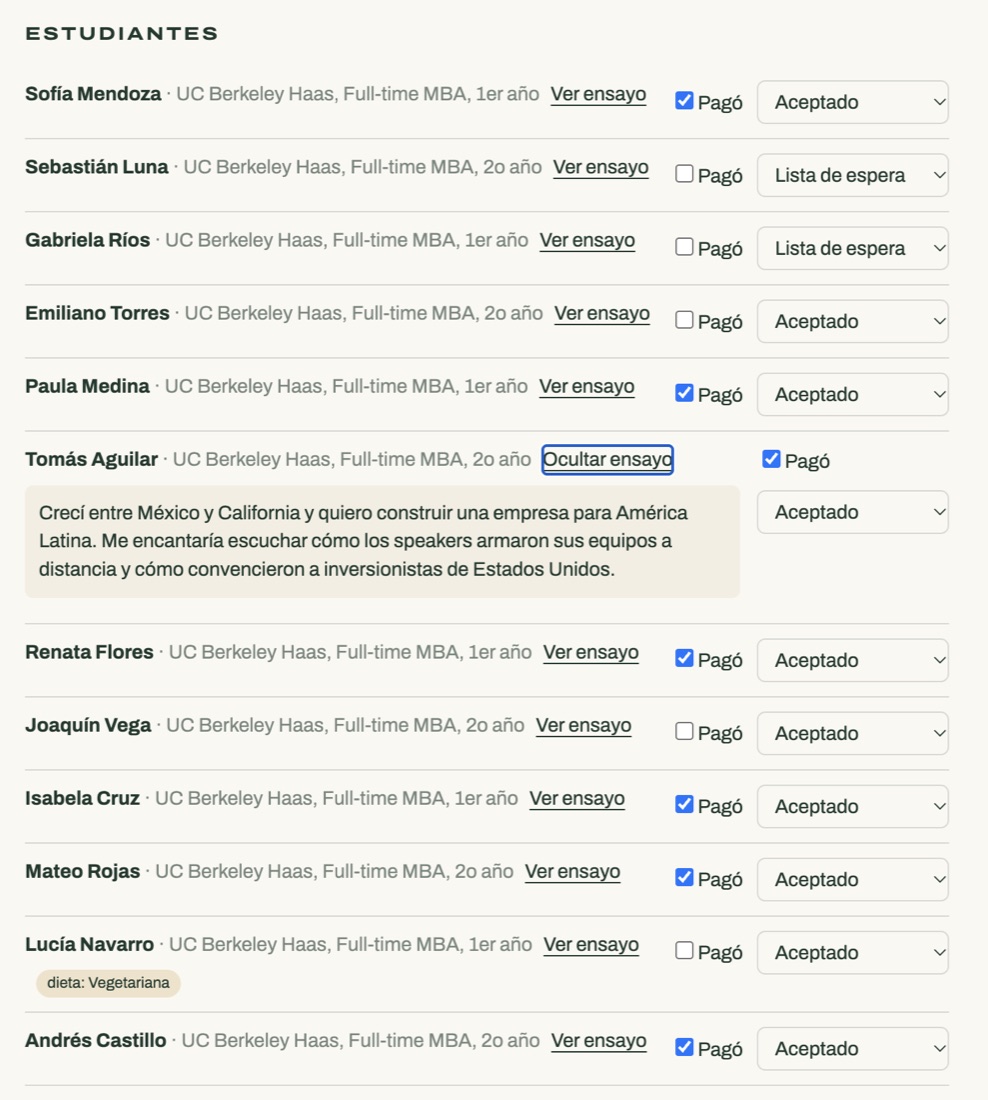 ESTUDIANTES
Sofía Mendoza · UC Berkeley Haas, Full-time MBA, 1er año Ver ensayo Pagó Aceptado
Sebastián Luna · UC Berkeley Haas, Full-time MBA, 2o año Ver ensayo Pagó Lista de espera
Gabriela Ríos · UC Berkeley Haas, Full-time MBA, 1er año Ver ensayo Pagó Lista de espera
Emiliano Torres · UC Berkeley Haas, Full-time MBA, 2o año Ver ensayo Pagó Aceptado
Paula Medina · UC Berkeley Haas, Full-time MBA, 1er año Ver ensayo Pagó Aceptado
Tomás Aguilar · UC Berkeley Haas, Full-time MBA, 2o año Ocultar ensayo Pagó
Aceptado
Crecí entre México y California y quiero construir una empresa para América
Latina. Me encantaría escuchar cómo los speakers armaron sus equipos a
distancia y cómo convencieron a inversionistas de Estados Unidos.
Renata Flores · UC Berkeley Haas, Full-time MBA, 1er año Ver ensayo Pagó Aceptado
Joaquín Vega · UC Berkeley Haas, Full-time MBA, 2o año Ver ensayo Pagó Aceptado
Isabela Cruz · UC Berkeley Haas, Full-time MBA, 1er año Ver ensayo Pagó Aceptado
Mateo Rojas · UC Berkeley Haas, Full-time MBA, 2o año Ver ensayo Pagó Aceptado
Lucía Navarro · UC Berkeley Haas, Full-time MBA, 1er año Ver ensayo Pagó Aceptado
dieta: Vegetariana
Andrés Castillo · UC Berkeley Haas, Full-time MBA, 2o año Ver ensayo Pagó Aceptado